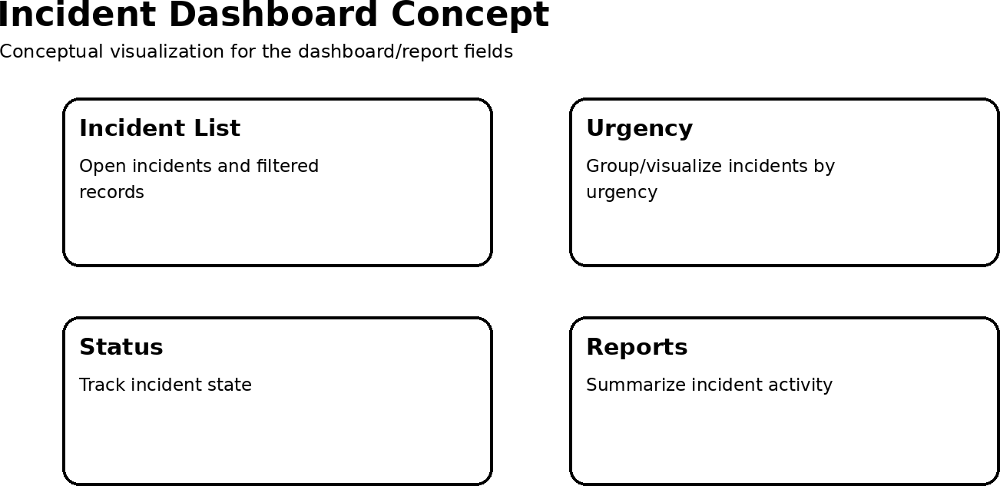 Incident Dashboard Concept
Conceptual visualization for the dashboard/report fields
Incident List
Open incidents and filtered
records
Urgency
Group/visualize incidents by
urgency
Status
Track incident state
Reports
Summarize incident activity